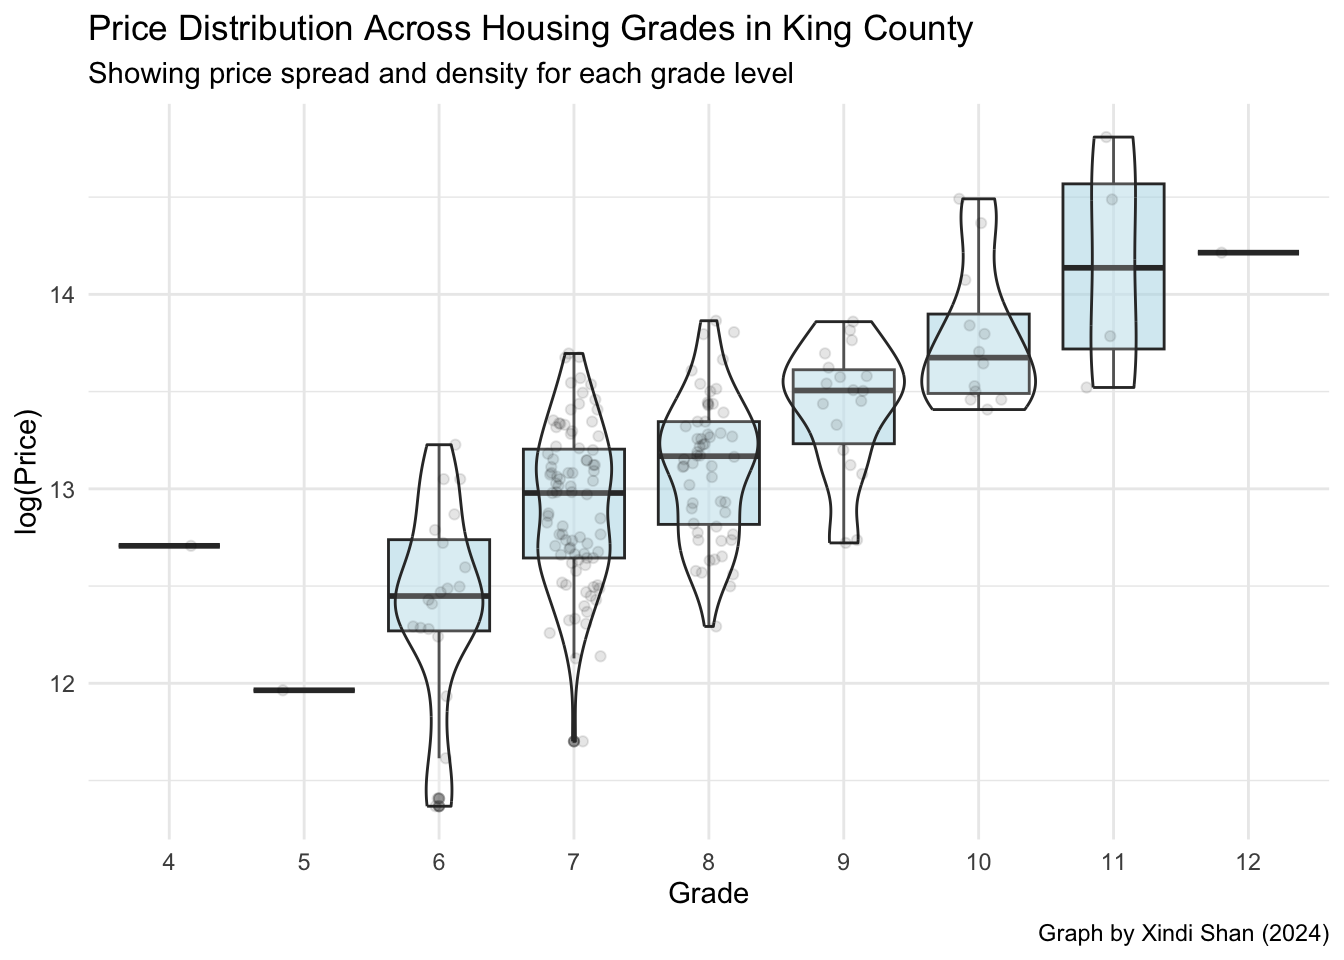 Price Distribution Across Housing Grades in King County
Showing price spread and density for each grade level
14
13
12
log(Price)
4 5 6 7 8 9 10 11 12
Grade
Graph by Xindi Shan (2024)